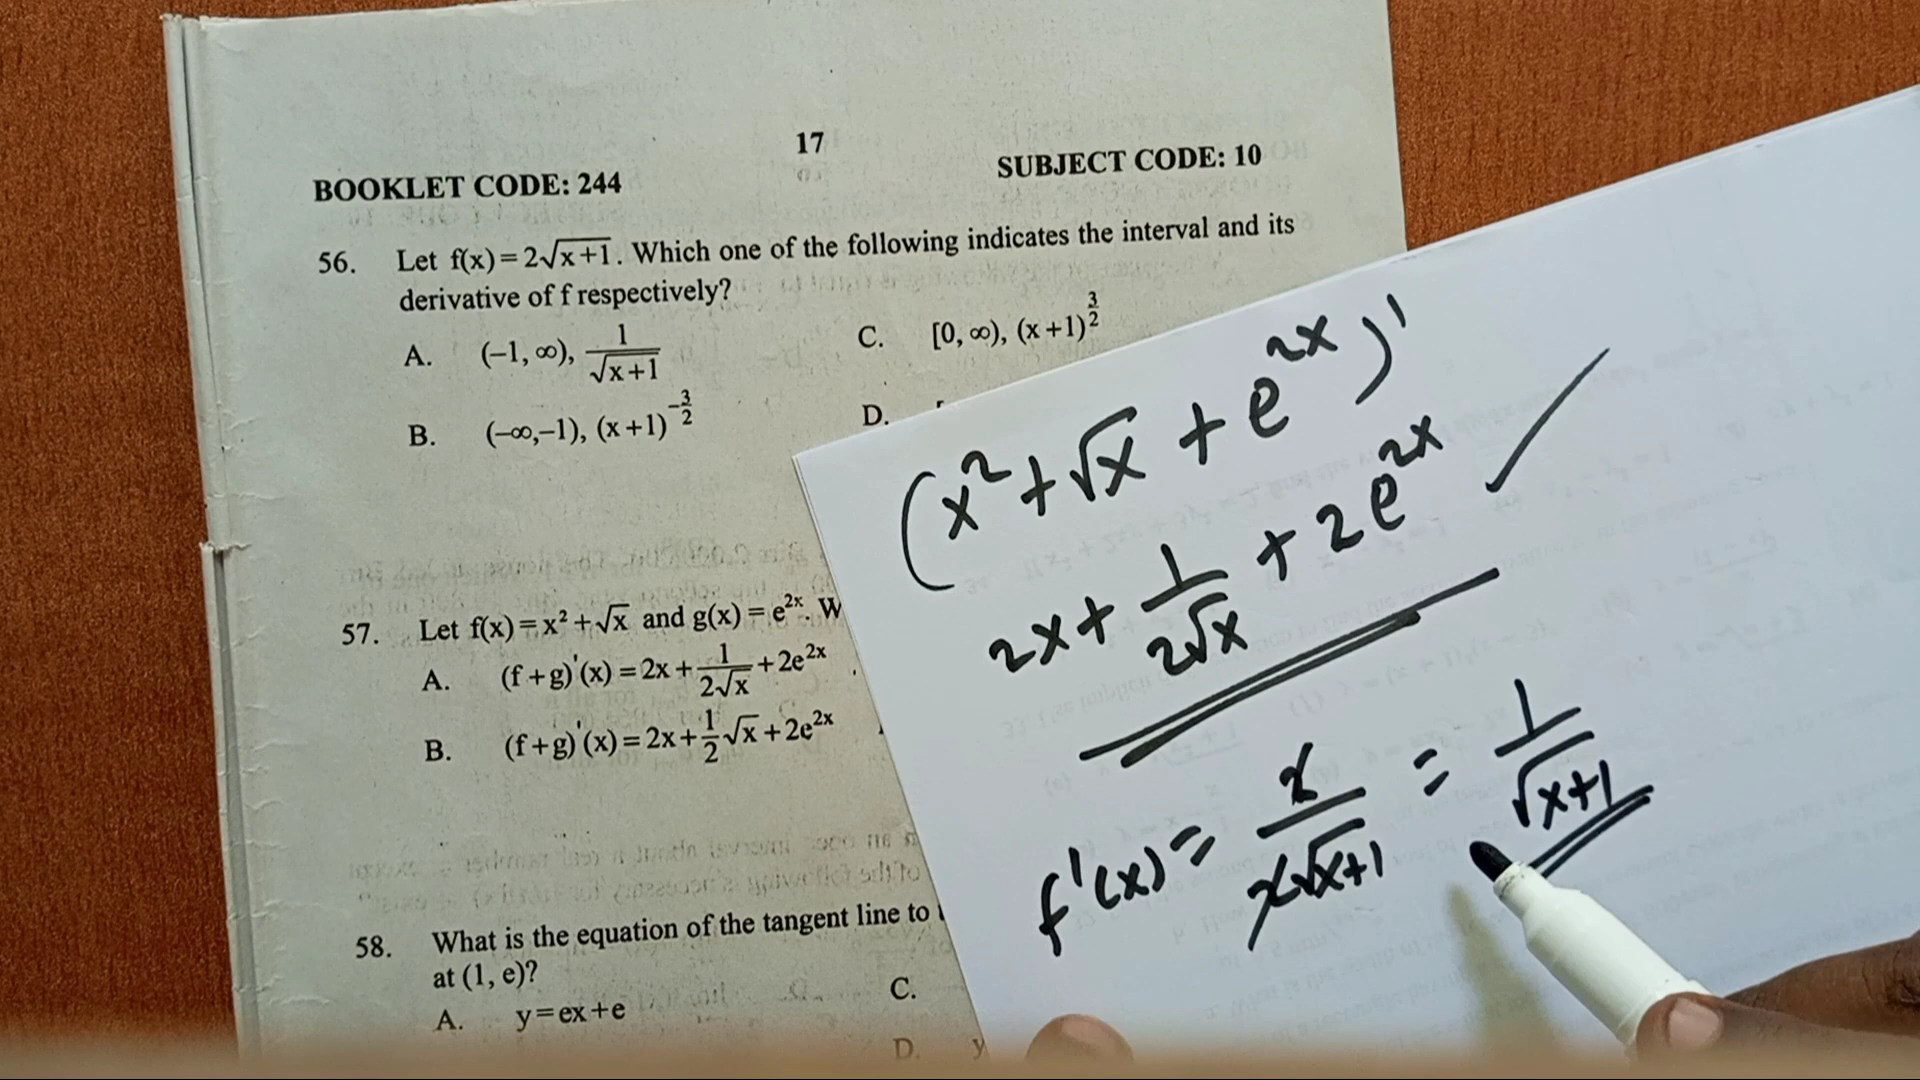 17
BOOKLET CODE: 244
SUBJECT CODE: 10
56. Let f(x) = 2√(x+1). Which one of the following indicates the interval and its
derivative of f respectively?
A. (−1, ∞), 1/√(x+1)
C. [0, ∞), (x+1)^(3/2)
B. (−∞,−1), (x+1)^(−3/2)
D.
57. Let f(x) = x² + √x and g(x) = e^(2x).
A. (f+g)'(x) = 2x + 1/(2√x) + 2e^(2x)
B. (f+g)'(x) = 2x + 1/2 √x + 2e^(2x)
58. What is the equation of the tangent line to
at (1, e)?
A. y = ex + e
C.
D. y
(x² + √x + e^(2x))'
2x + 1/(2√x) + 2e^(2x)
f'(x) = 2/(2√(x+1)) = 1/√(x+1)